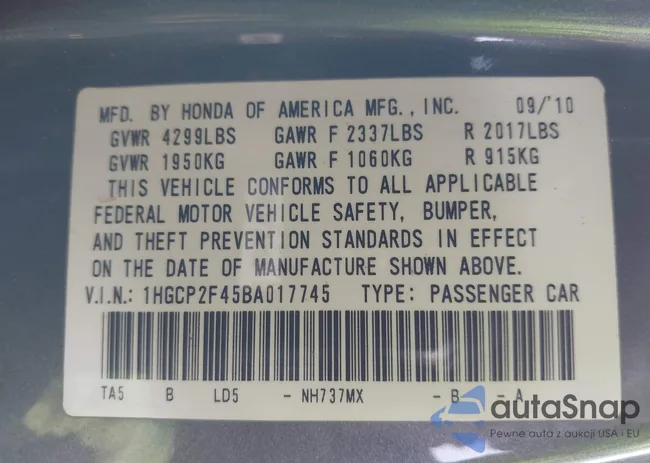 MFD. BY HONDA OF AMERICA MFG., INC. 09/'10
GVWR 4299LBS GAWR F 2337LBS R 2017LBS
GVWR 1950KG GAWR F 1060KG R 915KG
THIS VEHICLE CONFORMS TO ALL APPLICABLE
FEDERAL MOTOR VEHICLE SAFETY, BUMPER,
AND THEFT PREVENTION STANDARDS IN EFFECT
ON THE DATE OF MANUFACTURE SHOWN ABOVE.
V.I.N.: 1HGCP2F45BA017745 TYPE: PASSENGER CAR
TA5 B LD5 - NH737MX - B - A
autaSnap
Pewne auta z aukcji USA i EU